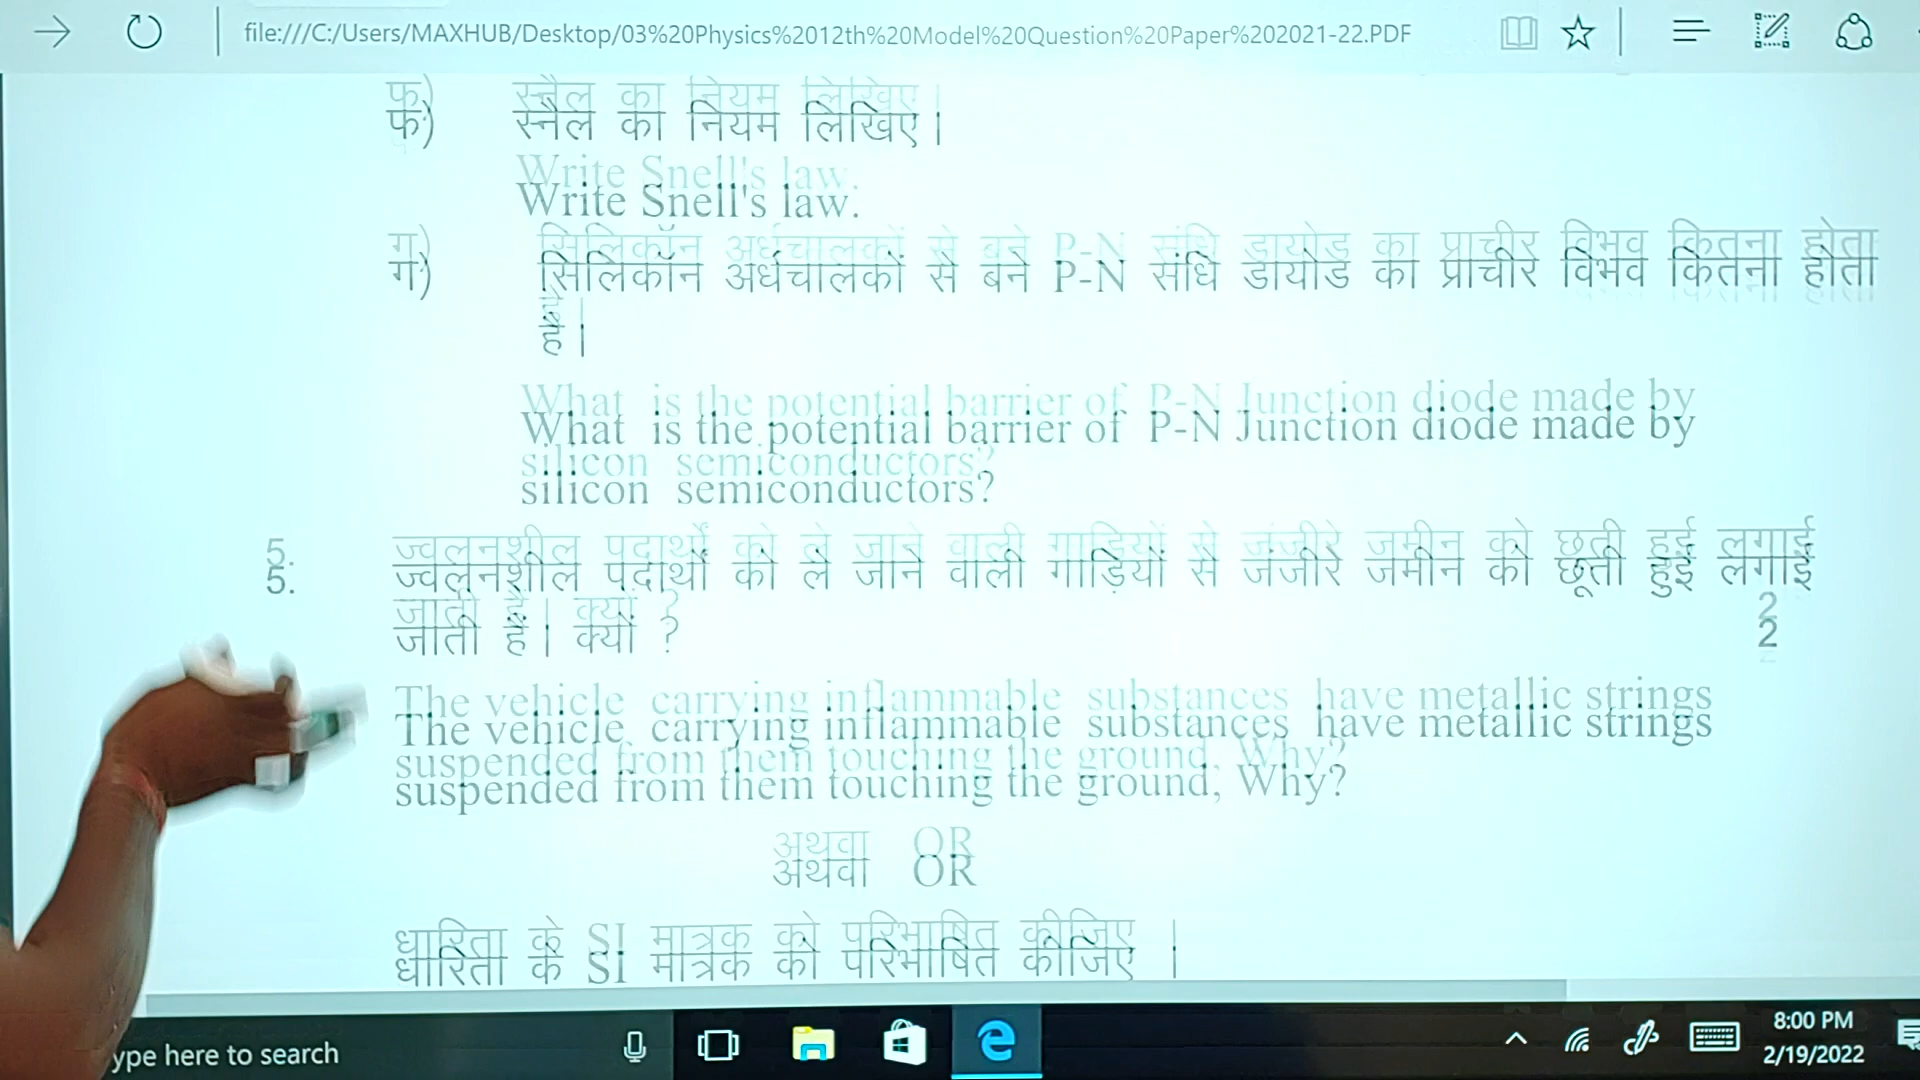 file:///C:/Users/MAXHUB/Desktop/03%20Physics%2012th%20Model%20Question%20Paper%202021-22.PDF
फ) स्नैल का नियम लिखिए |
Write Snell's law.
ग) सिलिकॉन अर्धचालकों से बने P-N संधि डायोड का प्राचीर विभव कितना होता
है |
What is the potential barrier of P-N Junction diode made by
silicon semiconductors?
5. ज्वलनशील पदार्थों को ले जाने वाली गाड़ियों से जंजीरे जमीन को छूती हुई लगाई
जाती है | क्यों ?
2
The vehicle carrying inflammable substances have metallic strings
suspended from them touching the ground, Why?
अथवा OR
धारिता के SI मात्रक को परिभाषित कीजिए |
ype here to search
8:00 PM
2/19/2022